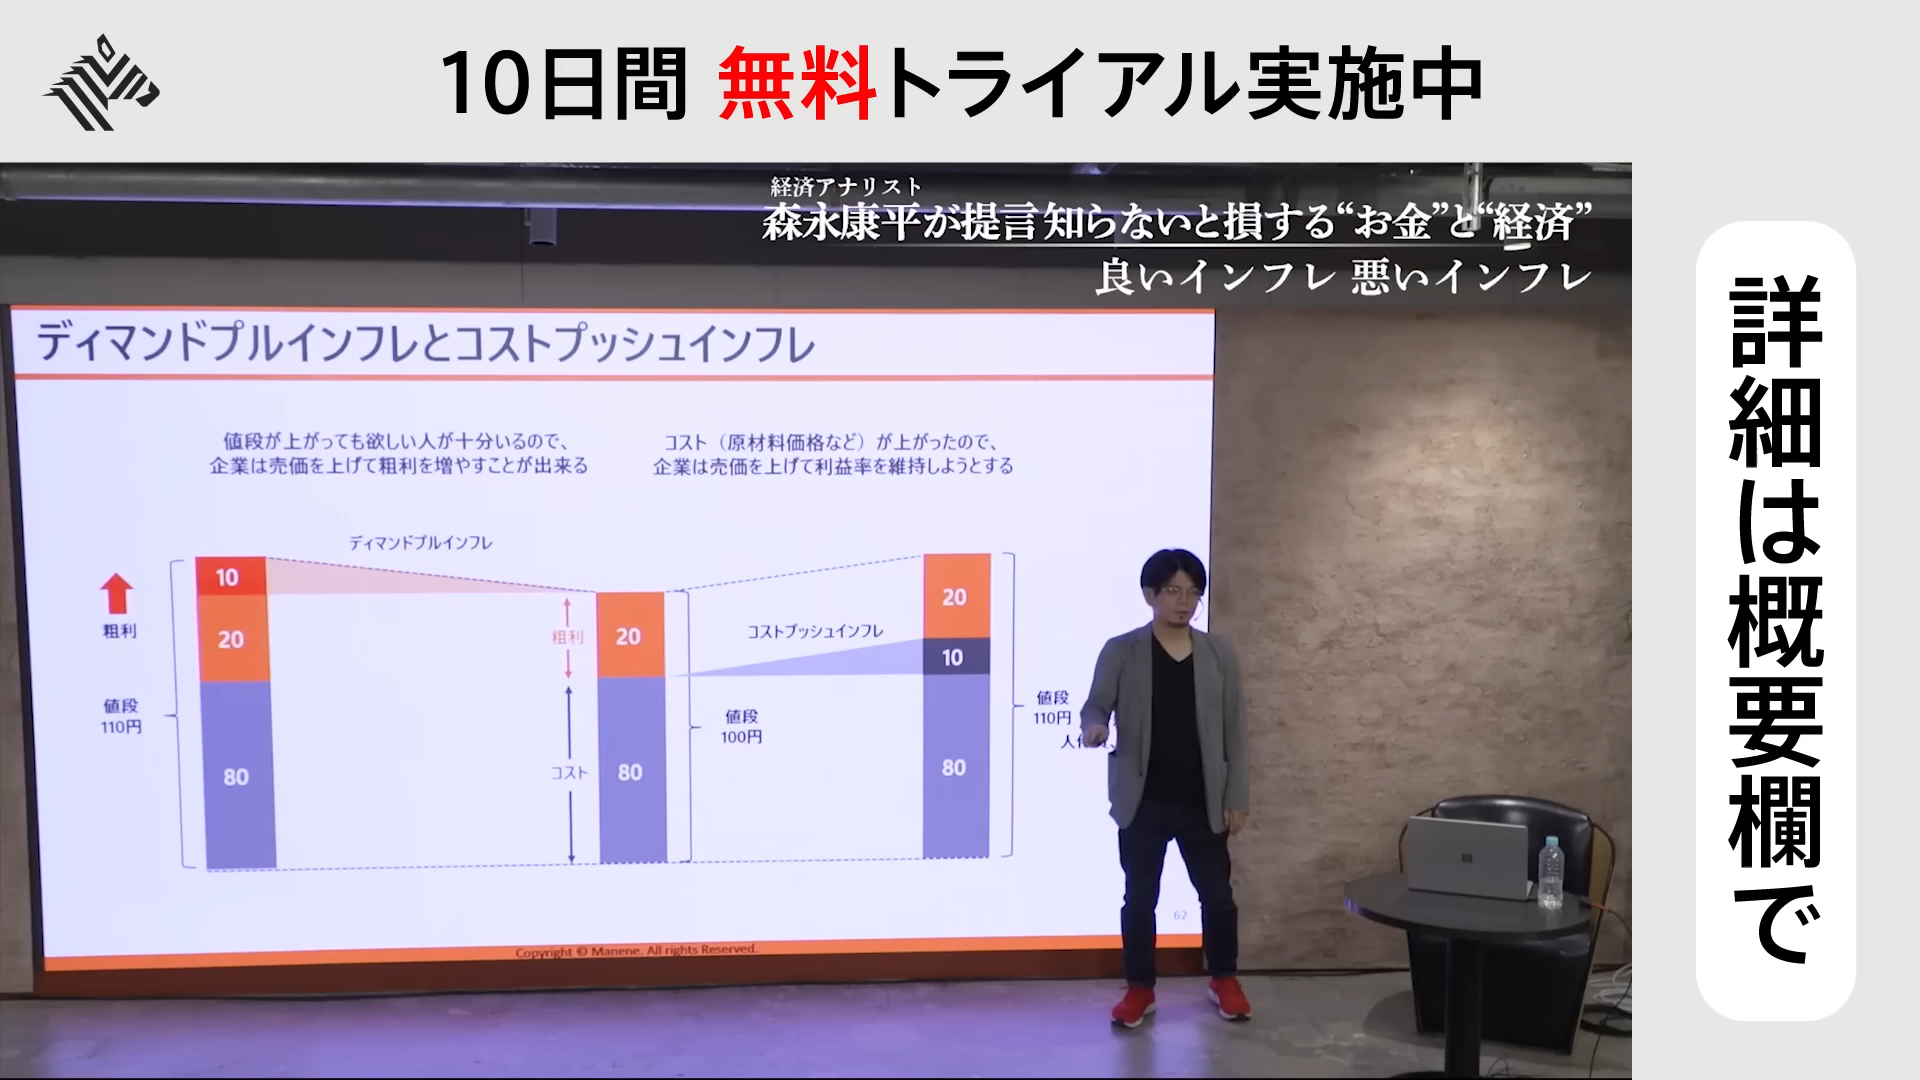 10日間 無料トライアル実施中
経済アナリスト
森永康平が提言 知らないと損する“お金”と“経済”
良いインフレ 悪いインフレ
ディマンドプルインフレとコストプッシュインフレ
値段が上がっても欲しい人が十分いるので、
企業は売価を上げて粗利を増やすことが出来る
コスト（原材料価格など）が上がったので、
企業は売価を上げて利益率を維持しようとする
ディマンドプルインフレ
10
20
80
粗利
値段
110円
粗利
コスト
20
80
値段
100円
コストプッシュインフレ
20
10
80
値段
110円
62
Copyright © Manene. All rights Reserved.
詳細は概要欄で